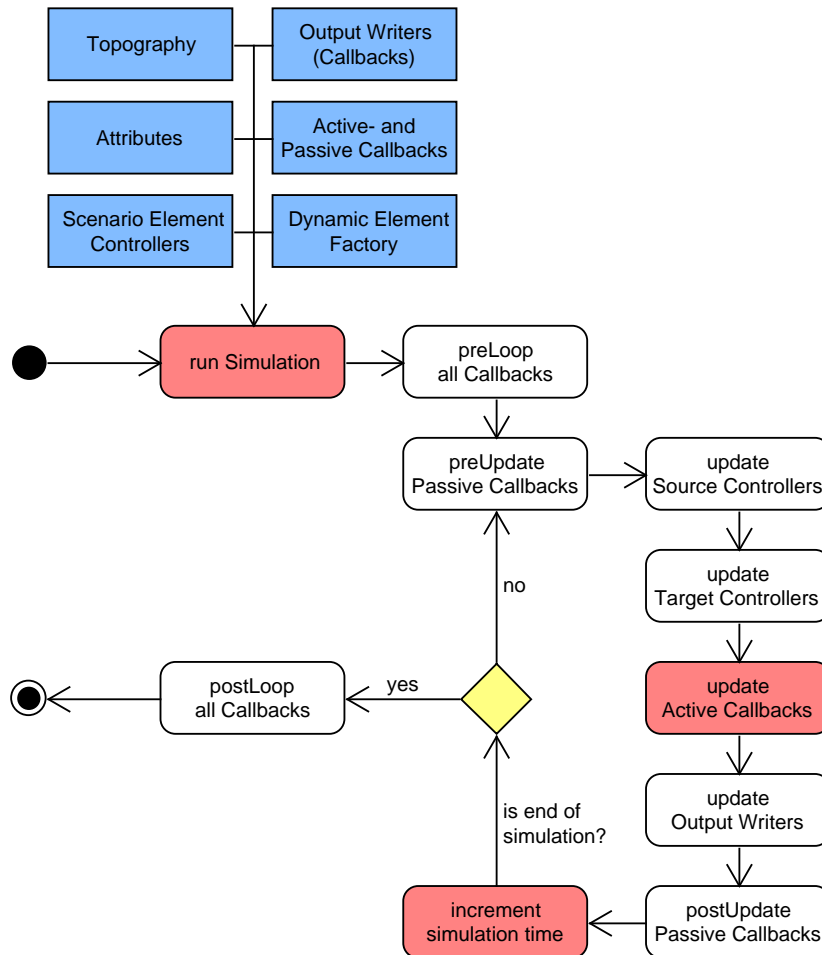 Topography
Output Writers
(Callbacks)
Attributes
Active- and
Passive Callbacks
Scenario Element
Controllers
Dynamic Element
Factory
run Simulation
preLoop
all Callbacks
preUpdate
Passive Callbacks
update
Source Controllers
update
Target Controllers
no
yes
postLoop
all Callbacks
update
Active Callbacks
is end of
simulation?
update
Output Writers
increment
simulation time
postUpdate
Passive Callbacks